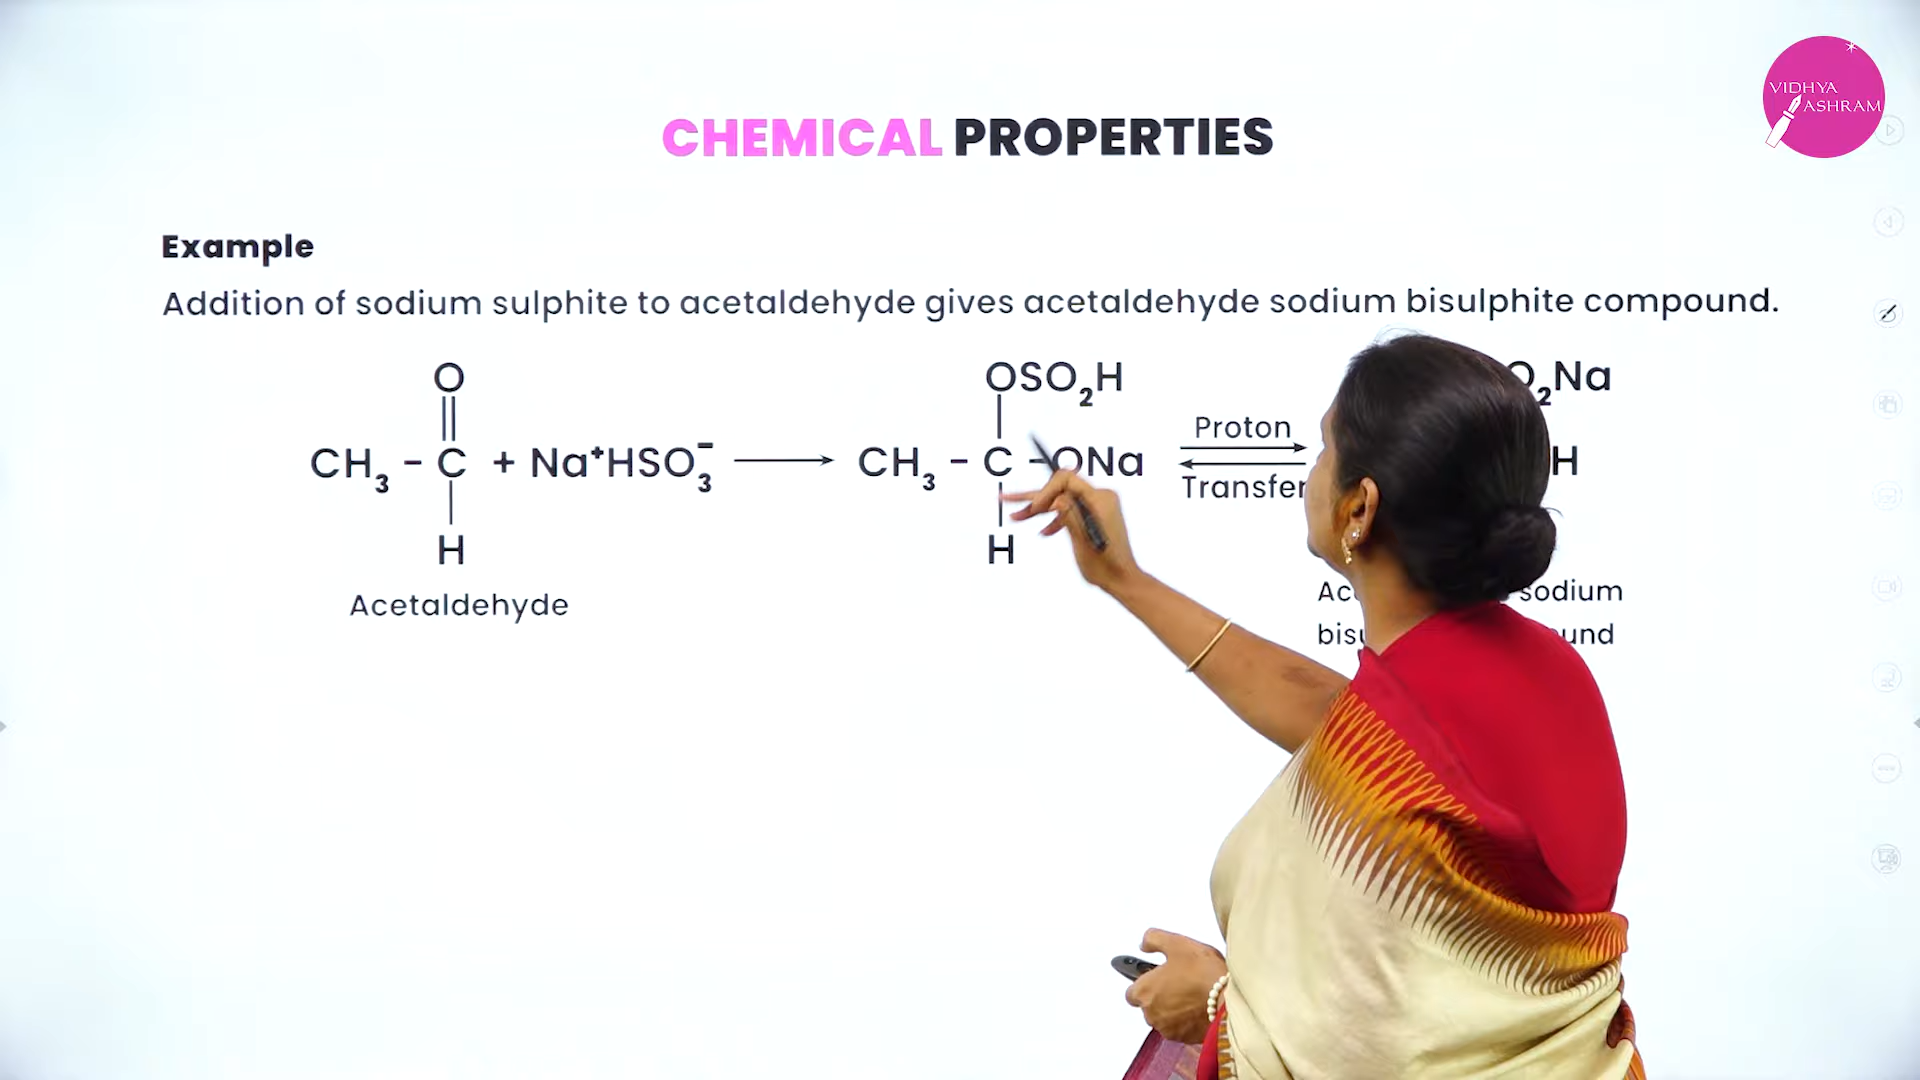 VIDHYA
ASHRAM
CHEMICAL PROPERTIES
Example
Addition of sodium sulphite to acetaldehyde gives acetaldehyde sodium bisulphite compound.
O
CH₃ - C + Na⁺HSO₃⁻
H
Acetaldehyde
OSO₂H
CH₃ - C - ONa
H
Proton
Transfer
O₂Na
H
sodium